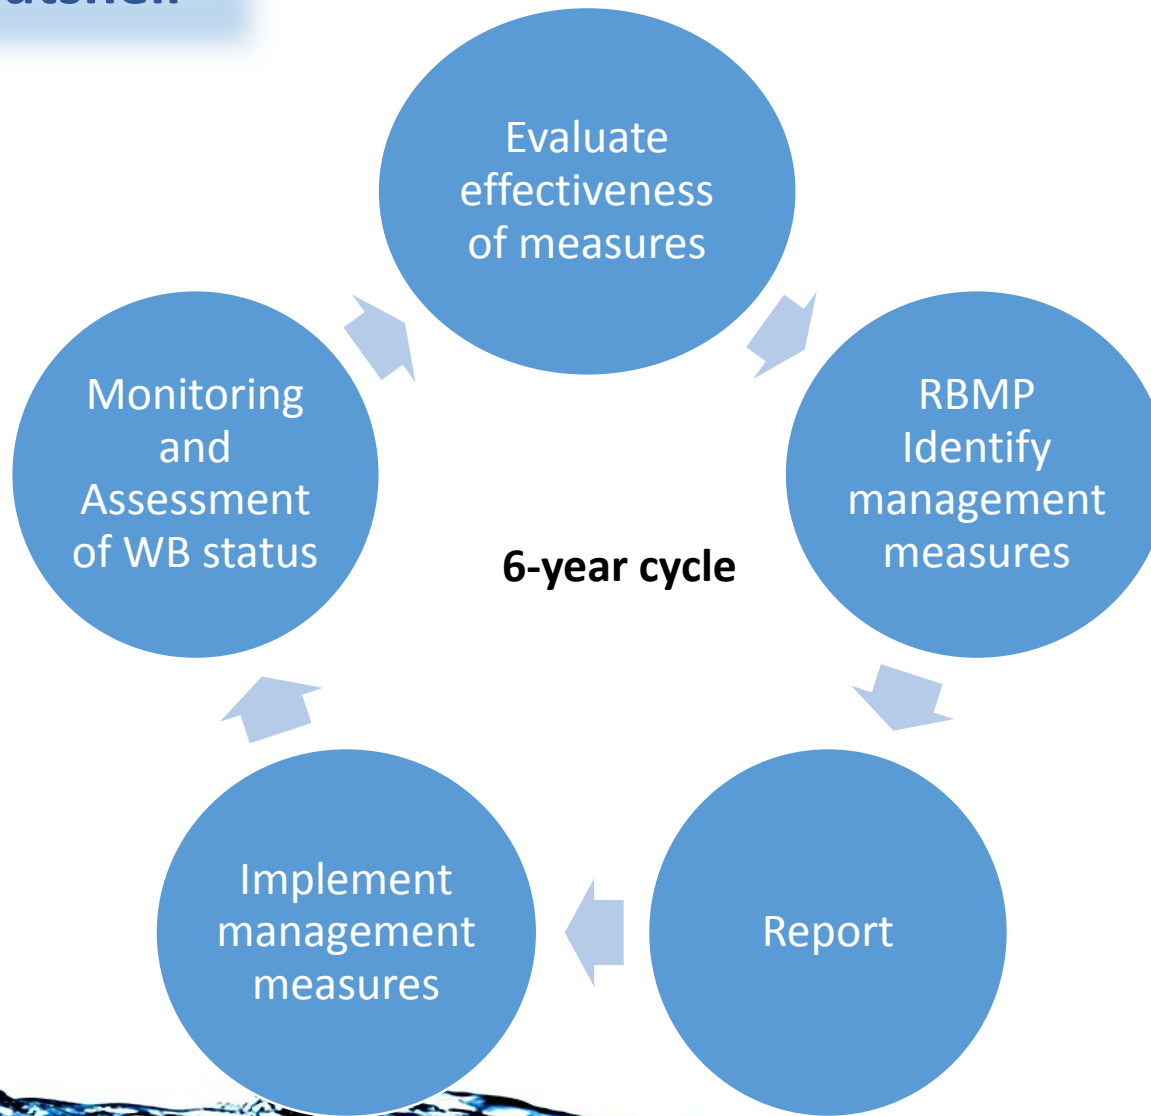 Evaluate
effectiveness
of measures
RBMP
Identify
management
measures
Report
Implement
management
measures
Monitoring
and
Assessment
of WB status
6-year cycle